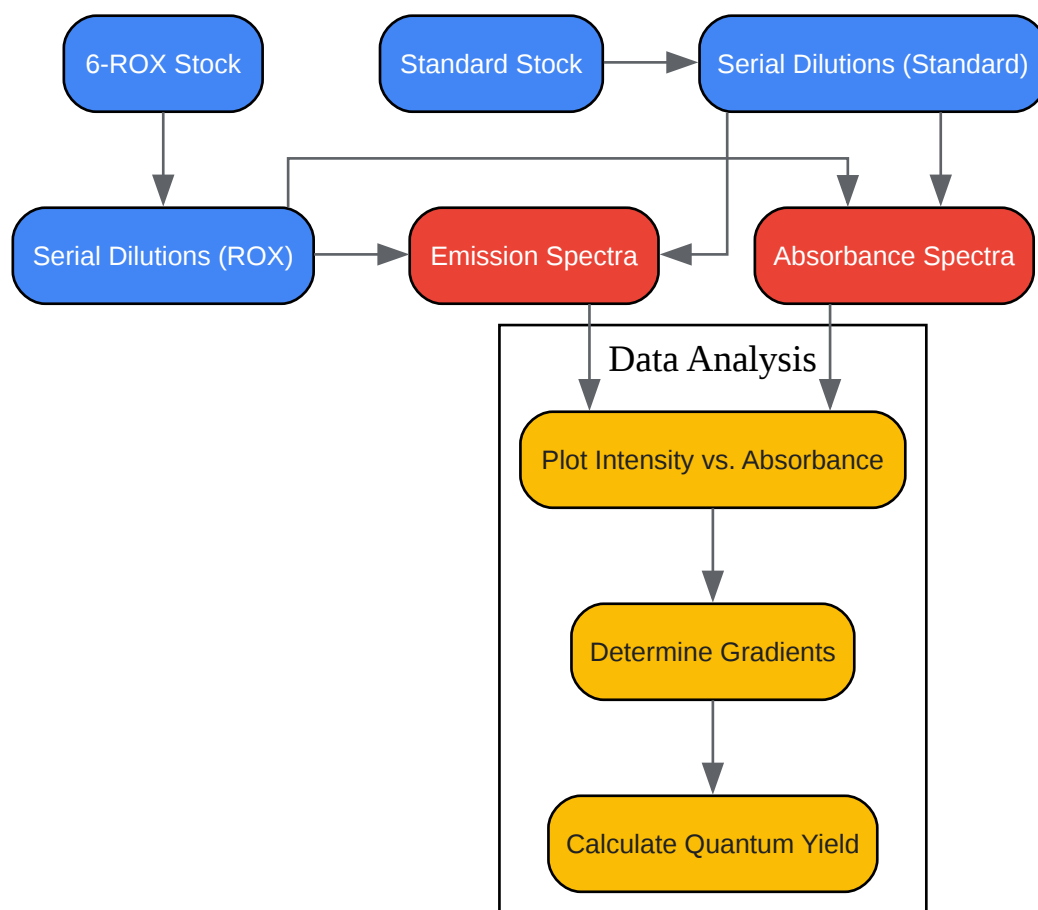 6-ROX Stock
Standard Stock
Serial Dilutions (Standard)
Serial Dilutions (ROX)
Emission Spectra
Absorbance Spectra
Data Analysis
Plot Intensity vs. Absorbance
Determine Gradients
Calculate Quantum Yield